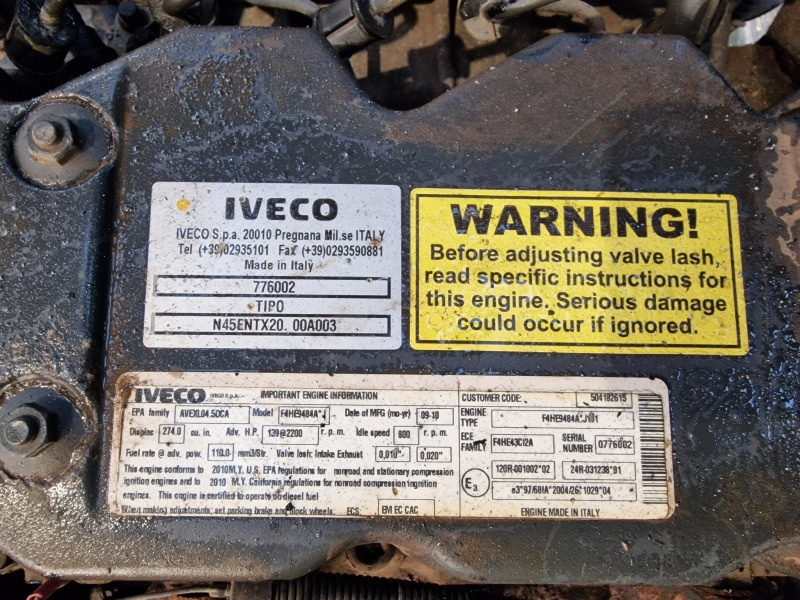 IVECO
IVECO S.p.a. 20010 Pregnana Mil.se ITALY
Tel (+39)02935101 Fax (+39)0293590881
Made in Italy
776002
TIPO
N45ENTX20. 00A003
WARNING!
Before adjusting valve lash,
read specific instructions for
this engine. Serious damage
could occur if ignored.
IVECO IVECO S.p.a. IMPORTANT ENGINE INFORMATION
EPA family AVEXL04.5DCA Model F4HE9484A*J Date of MFG (mo-yr) 09-10
Displac 274.0 cu. in. Adv. H.P. 139@2200 r.p.m. Idle speed 800 r.p.m.
Fuel rate @ adv. pow. 110.0 mm3/Str. Valve lash: Intake Exhaust 0,010" 0,020"
This engine conforms to 2010 M.Y. U.S. EPA regulations for nonroad and stationary compression
ignition engines and to 2010 M.Y. California regulations for nonroad compression ingnition
engines. This engine is certified to operate on diesel fuel
When making adjustments, set parking brake and block wheels. ECS: EM EC CAC
CUSTOMER CODE: 504182615
ENGINE TYPE F4HE9484A*J101
ECE FAMILY F4HE43CI2A SERIAL NUMBER 0776002
120R-001002*02 24R-031238*01
E3 e3*97/68IA*2004/26*1029*04
ENGINE MADE IN ITALY